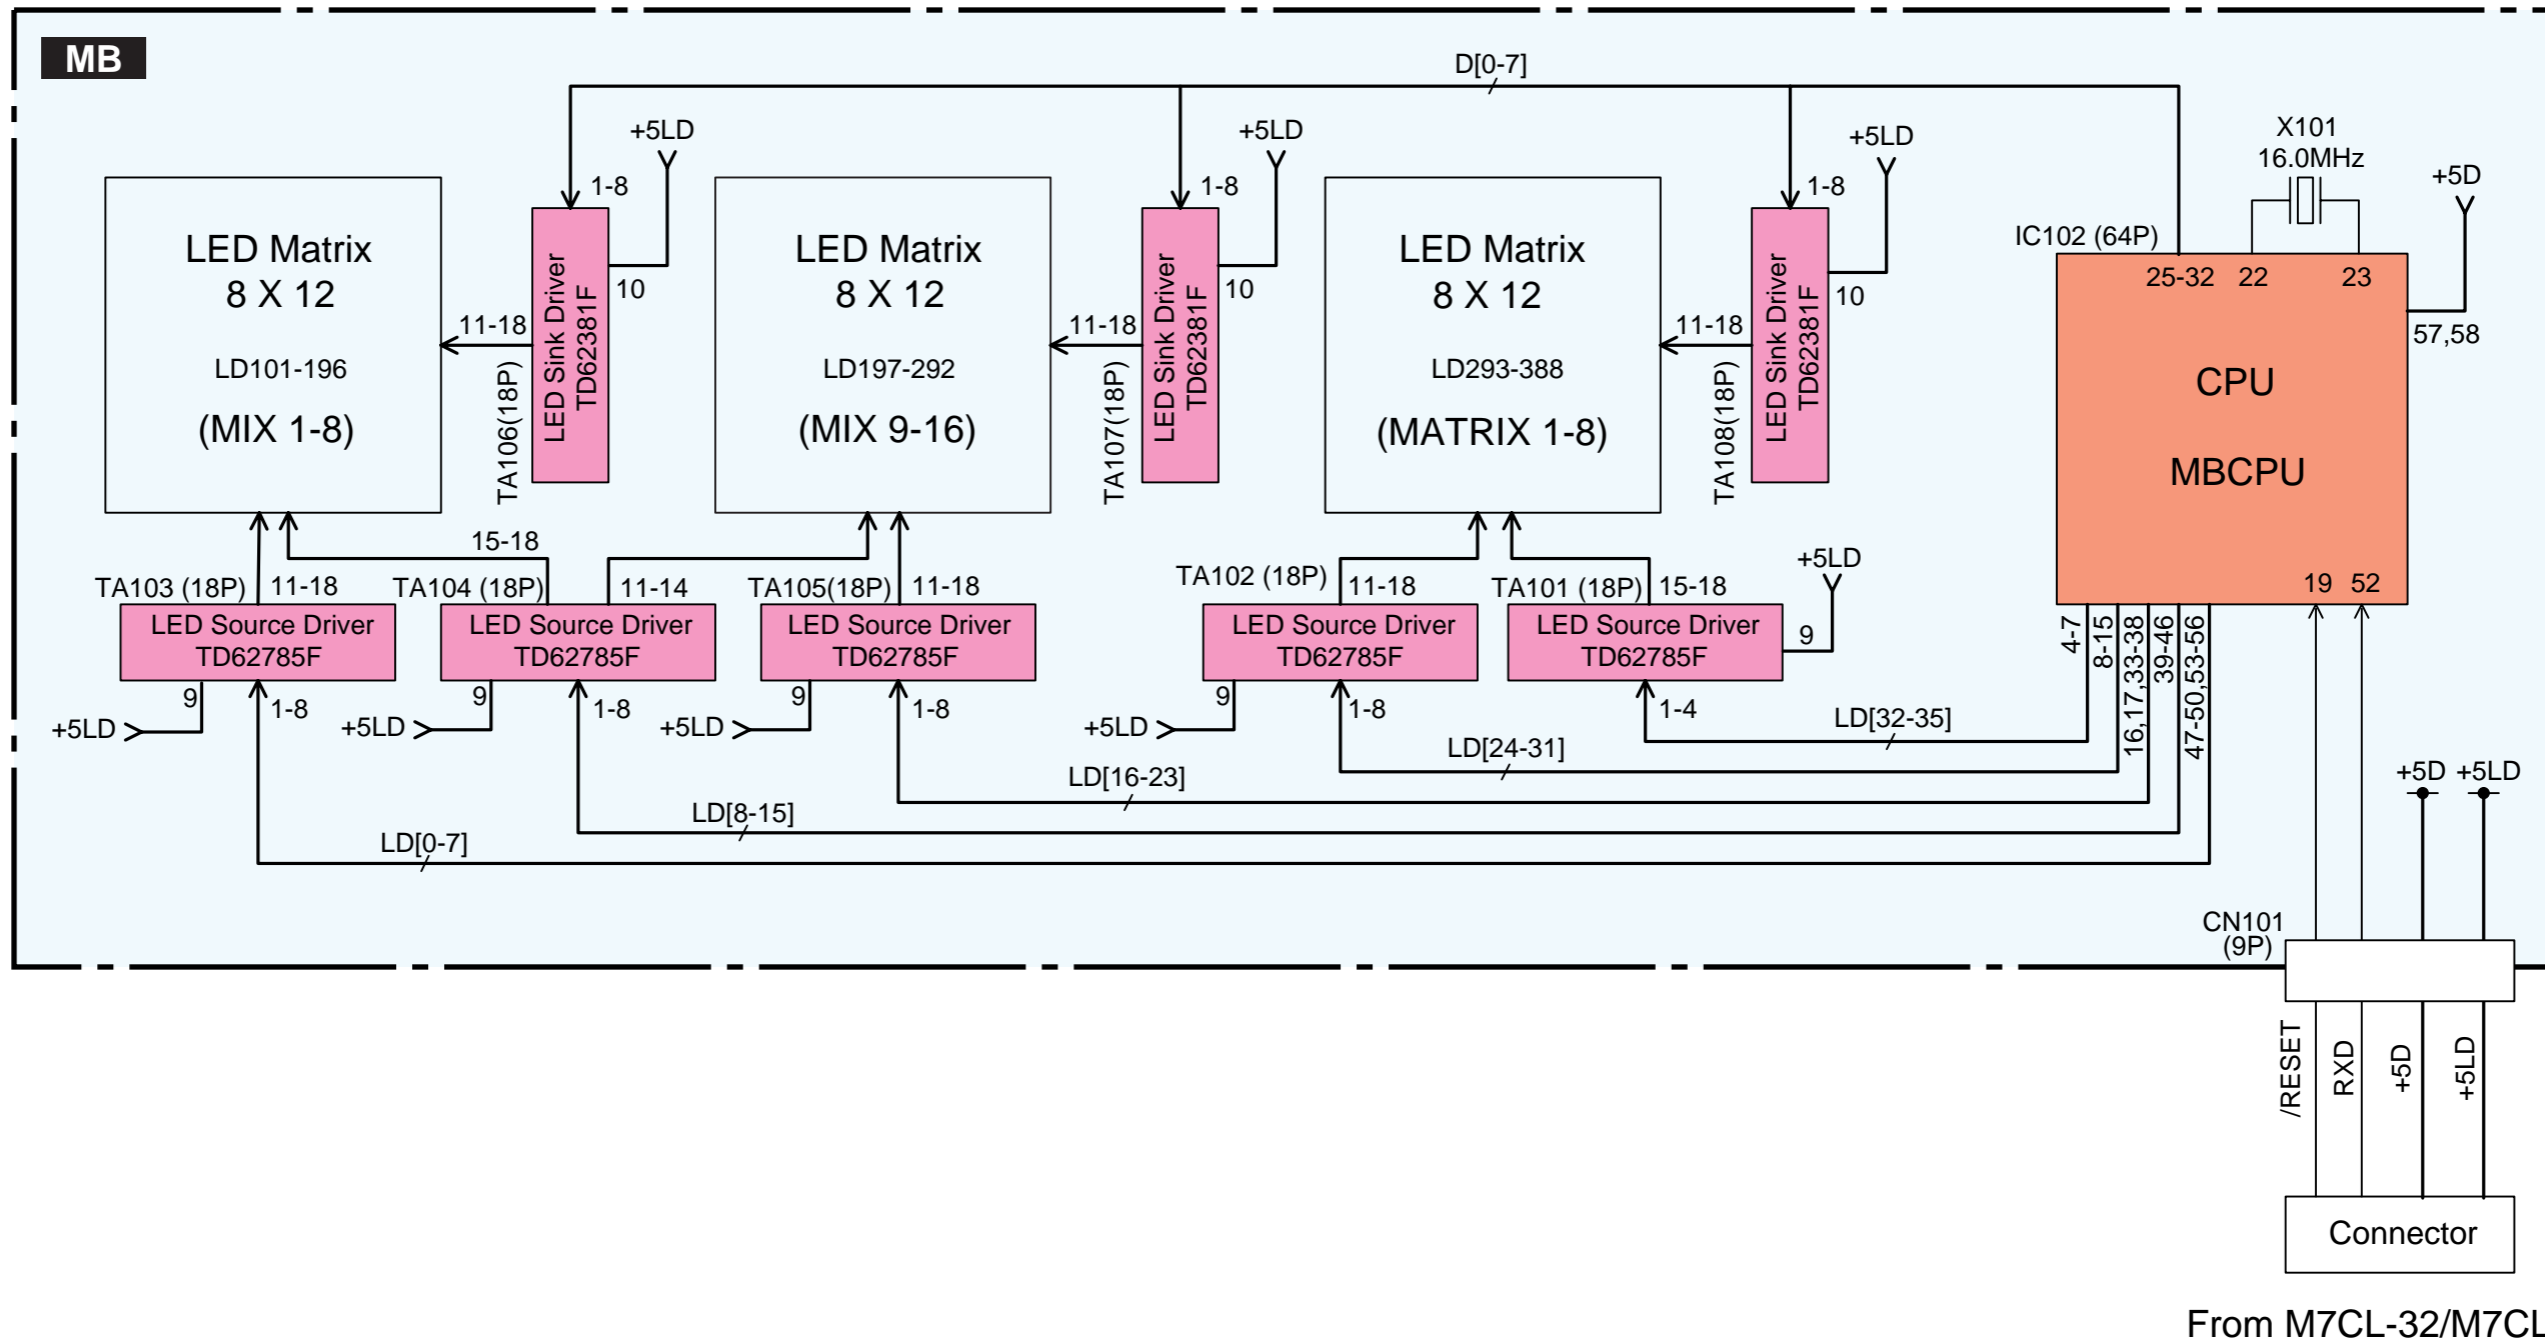 MB
D[0-7]
+5LD
+5LD
+5LD
X101
16.0MHz
+5D
1-8
1-8
1-8
IC102 (64P)
25-32
22
23
57,58
LED Matrix
8 X 12
LD101-196
(MIX 1-8)
11-18
10
LED Sink Driver
TD62381F
TA106(18P)
LED Matrix
8 X 12
LD197-292
(MIX 9-16)
11-18
10
LED Sink Driver
TD62381F
TA107(18P)
LED Matrix
8 X 12
LD293-388
(MATRIX 1-8)
11-18
10
LED Sink Driver
TD62381F
TA108(18P)
CPU
MBCPU
19
52
15-18
TA103 (18P)
11-18
TA104 (18P)
11-14
TA105(18P)
11-18
TA102 (18P)
11-18
TA101 (18P)
15-18
+5LD
LED Source Driver
TD62785F
LED Source Driver
TD62785F
LED Source Driver
TD62785F
LED Source Driver
TD62785F
LED Source Driver
TD62785F
9
4-7
8-15
16,17,33-38
39-46
47-50,53-56
9
1-8
9
1-8
9
1-8
9
1-8
1-4
+5LD
+5LD
+5LD
+5LD
LD[32-35]
LD[24-31]
LD[16-23]
LD[8-15]
LD[0-7]
+5D
+5LD
CN101
(9P)
/RESET
RXD
+5D
+5LD
Connector
From M7CL-32/M7CL